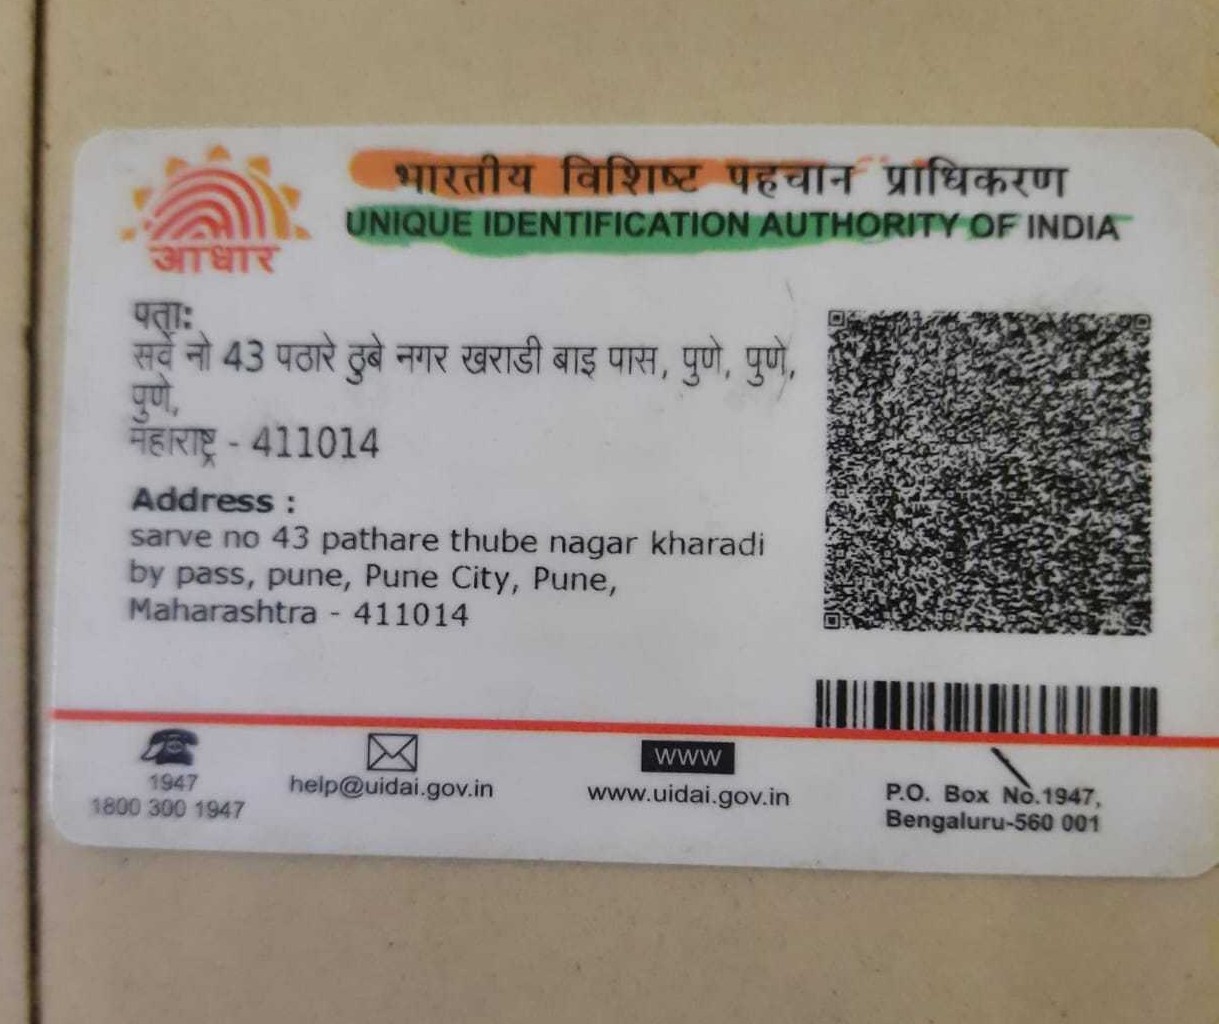 भारतीय विशिष्ट पहचान प्राधिकरण
UNIQUE IDENTIFICATION AUTHORITY OF INDIA
आधार
पता:
सर्वे नो 43 पठारे ठुबे नगर खराडी बाइ पास, पुणे, पुणे,
पुणे,
महाराष्ट्र - 411014
Address :
sarve no 43 pathare thube nagar kharadi
by pass, pune, Pune City, Pune,
Maharashtra - 411014
1947
1800 300 1947
help@uidai.gov.in
www
www.uidai.gov.in
P.O. Box No.1947,
Bengaluru-560 001